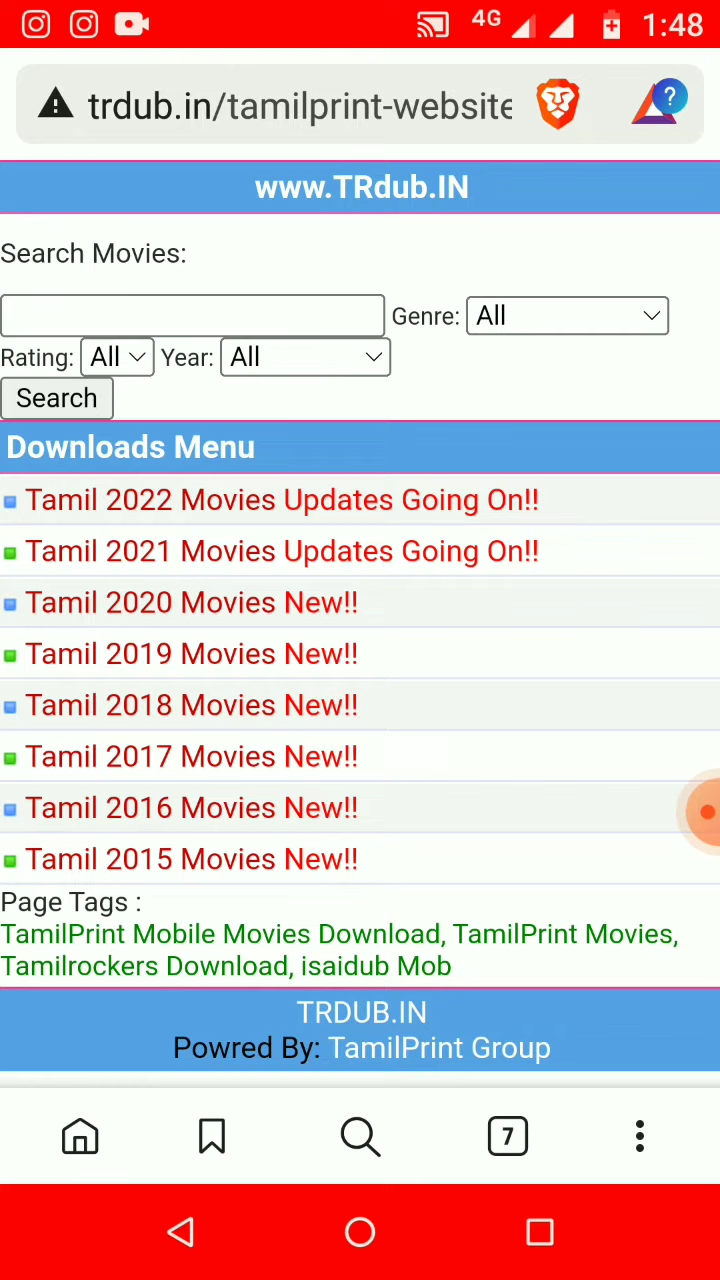 4G 1:48
trdub.in/tamilprint-website
?
www.TRdub.IN
Search Movies:
Genre: All
Rating: All Year: All
Search
Downloads Menu
Tamil 2022 Movies Updates Going On!!
Tamil 2021 Movies Updates Going On!!
Tamil 2020 Movies New!!
Tamil 2019 Movies New!!
Tamil 2018 Movies New!!
Tamil 2017 Movies New!!
Tamil 2016 Movies New!!
Tamil 2015 Movies New!!
Page Tags :
TamilPrint Mobile Movies Download, TamilPrint Movies,
Tamilrockers Download, isaidub Mob
TRDUB.IN
Powred By: TamilPrint Group
7